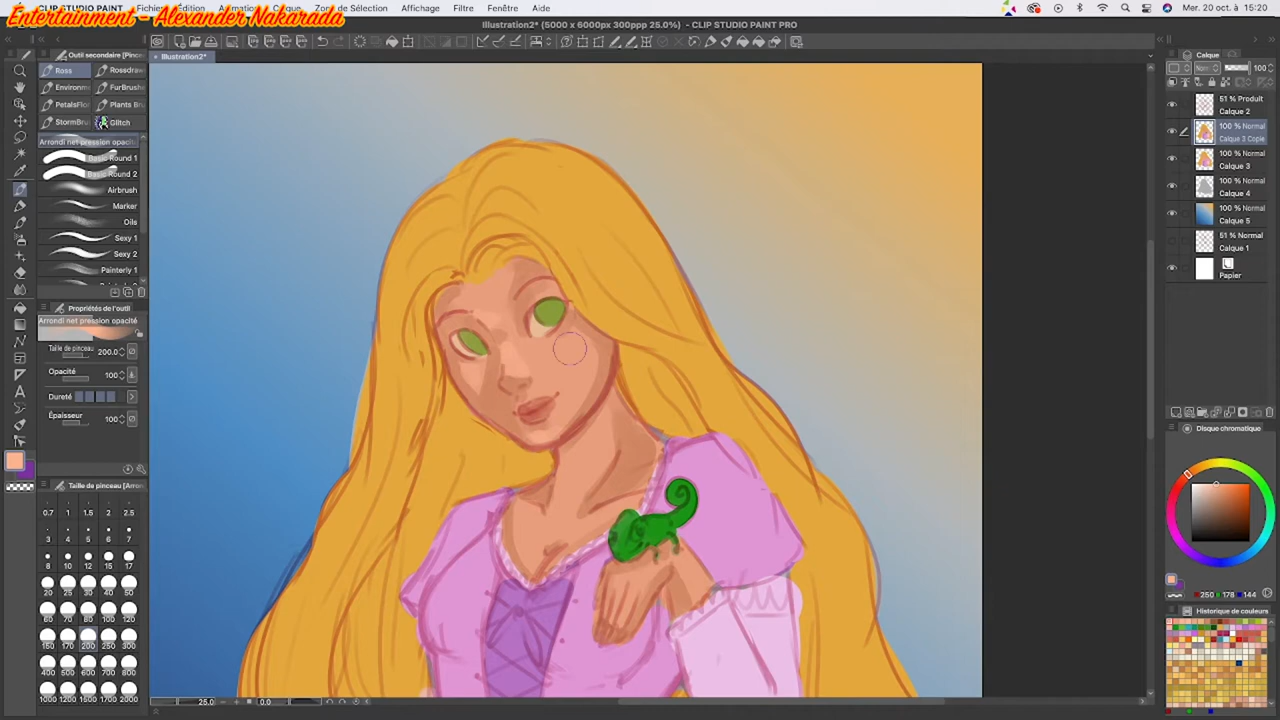 Entertainment - Alexander Nakarada
Fichier Édition Animation Calque Zone de Sélection Affichage Filtre Fenêtre Aide
Mer. 20 oct. à 15:20
Illustration2* (5000 x 6000px 300ppp 25.0%) - CLIP STUDIO PAINT PRO
Illustration2*
Outil secondaire [Pince
Ross
Rossdraw
Environm
FurBrushe
PetalsFlor
Plants Bru
StormBru
Glitch
Arrondi net pression opacité
Basic Round 1
Basic Round 2
Airbrush
Marker
Oils
Sexy 1
Sexy 2
Painterly 1
Propriétés de l'outil
Arrondi net pression opacité
Taille de pinceau 200.0
Opacité 100
Dureté
Épaisseur 100
Taille de pinceau [Arron
0.7 1 1.5 2 2.5
3 4 5 6 7
8 10 12 15 17
20 25 30 40 50
60 70 80 100 120
150 170 200 250 300
400 500 600 700 800
1000 1200 1500 1700 2000
25.0
0.0
Calque
100
51 % Produit
Calque 2
100 % Normal
Calque 3 Copie
100 % Normal
Calque 3
100 % Normal
Calque 4
100 % Normal
Calque 5
51 % Normal
Calque 1
Papier
Disque chromatique
250 178 144
Historique de couleurs